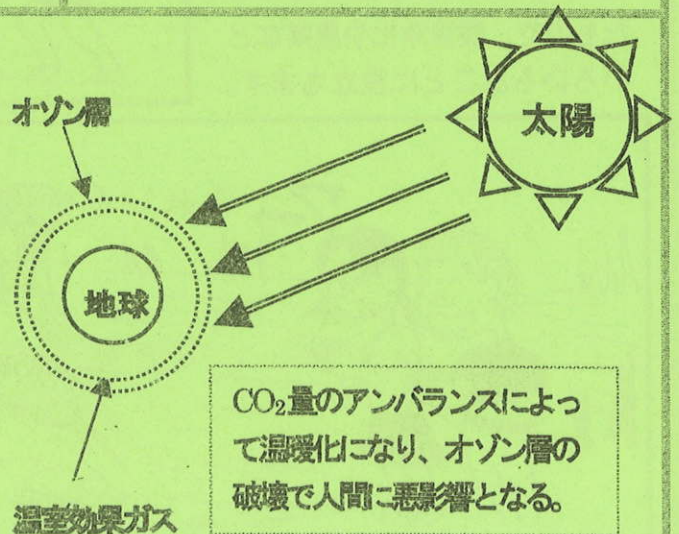 太陽
オゾン層
地球
CO₂量のアンバランスによっ
て温暖化になり、オゾン層の
破壊で人間に悪影響となる。
温室効果ガス